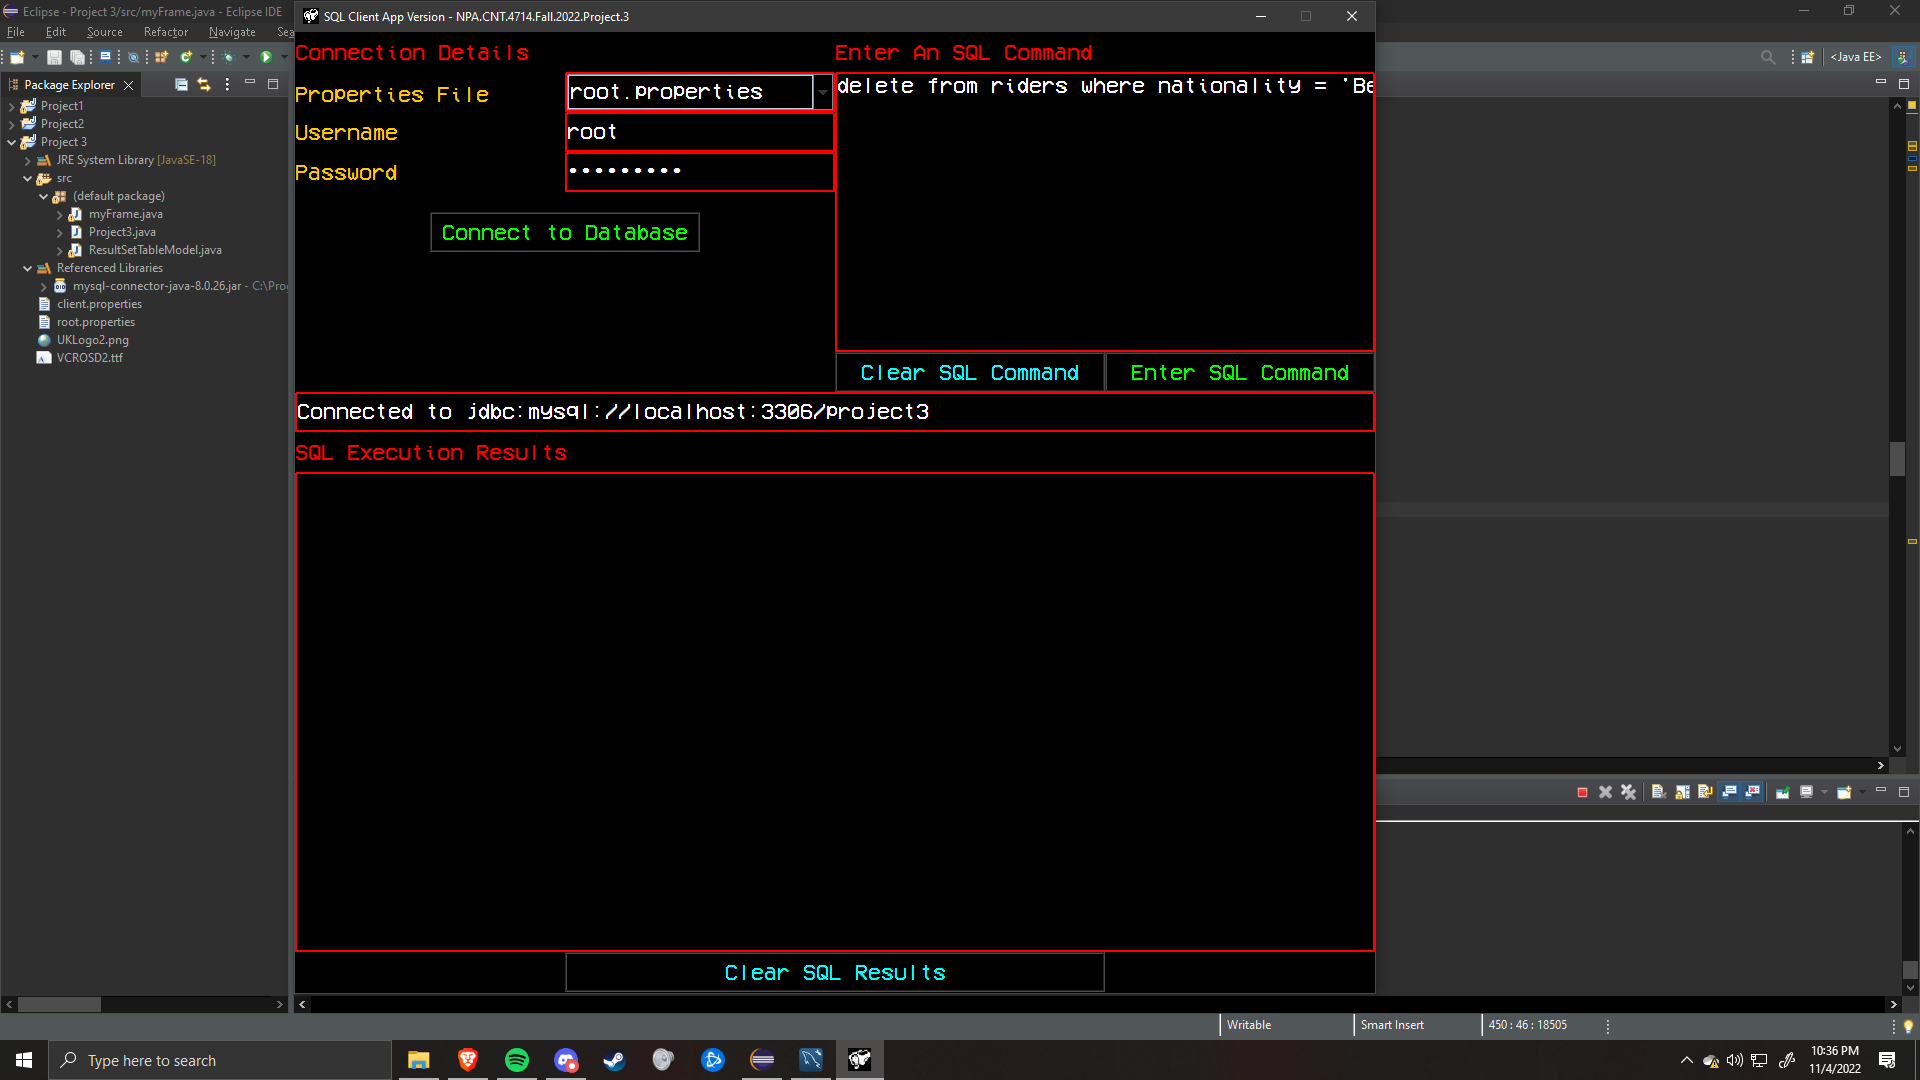 Eclipse - Project 3/src/myFrame.java - Eclipse IDE
File Edit Source Refactor Navigate Sea
<Java EE>
Package Explorer
Project1
Project2
Project 3
JRE System Library [JavaSE-18]
src
(default package)
myFrame.java
Project3.java
ResultSetTableModel.java
Referenced Libraries
mysql-connector-java-8.0.26.jar - C:\Prog
client.properties
root.properties
UKLogo2.png
VCROSD2.ttf
SQL Client App Version - NPA.CNT.4714.Fall.2022.Project.3
Connection Details
Properties File
root.properties
Username
root
Password
•••••••••
Connect to Database
Enter An SQL Command
delete from riders where nationality = 'Be
Clear SQL Command
Enter SQL Command
Connected to jdbc:mysql://localhost:3306/project3
SQL Execution Results
Clear SQL Results
Writable
Smart Insert
450 : 46 : 18505
Type here to search
10:36 PM
11/4/2022